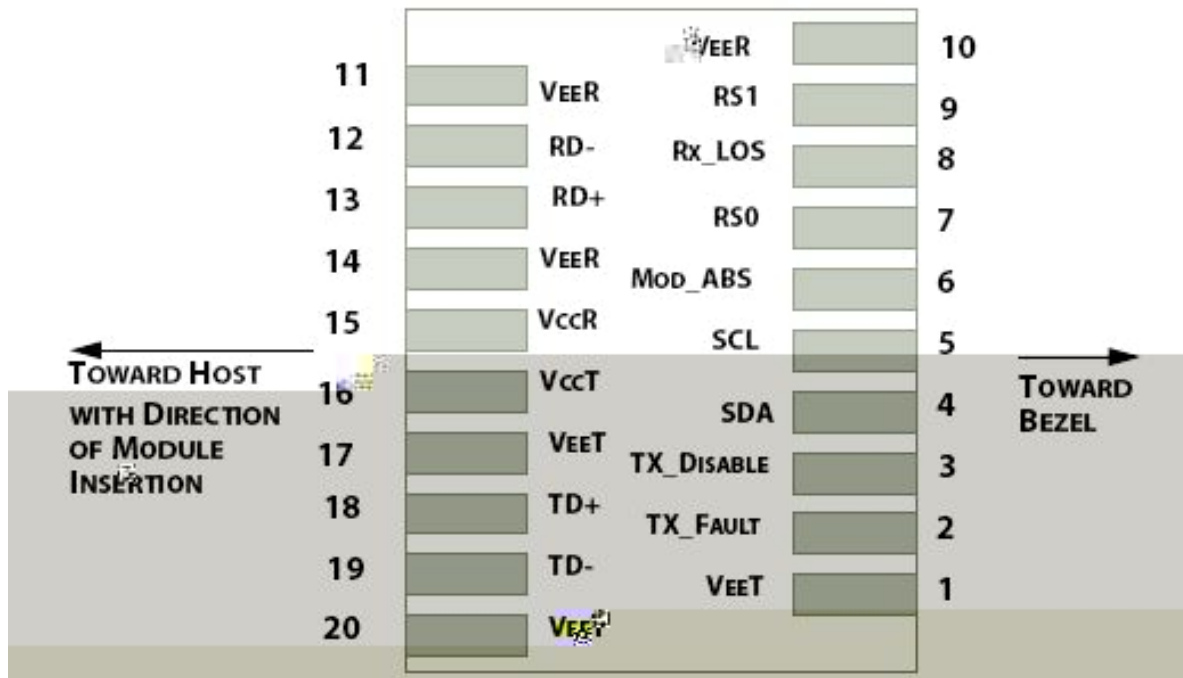 VEER 10
11 VEER
RS1 9
12 RD-
Rx_LOS 8
13 RD+
RS0 7
14 VEER
MOD_ABS 6
15 VCCR
SCL 5
TOWARD HOST
WITH DIRECTION
OF MODULE
INSERTION
TOWARD
BEZEL
16 VCCT
SDA 4
17 VEET
TX_DISABLE 3
18 TD+
TX_FAULT 2
19 TD-
VEET 1
20